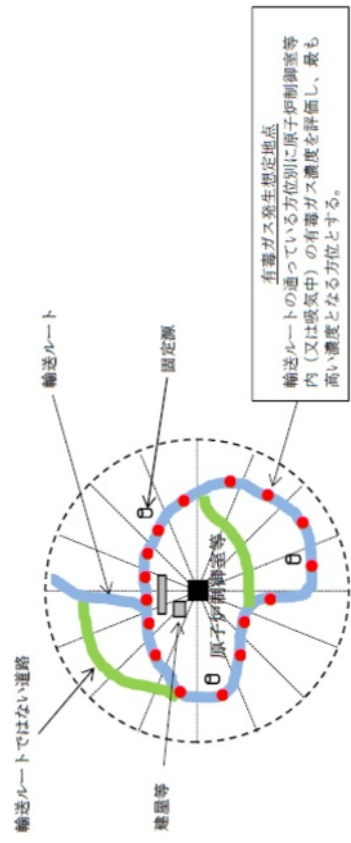 輸送ルートではない道路
輸送ルート
固定源
建屋等
原子炉制御室等
有毒ガス発生想定地点
輸送ルートの通っている方位別に原子炉制御室等
内（又は吸気中）の有毒ガス濃度を評価し、最も
高い濃度となる方位とする。